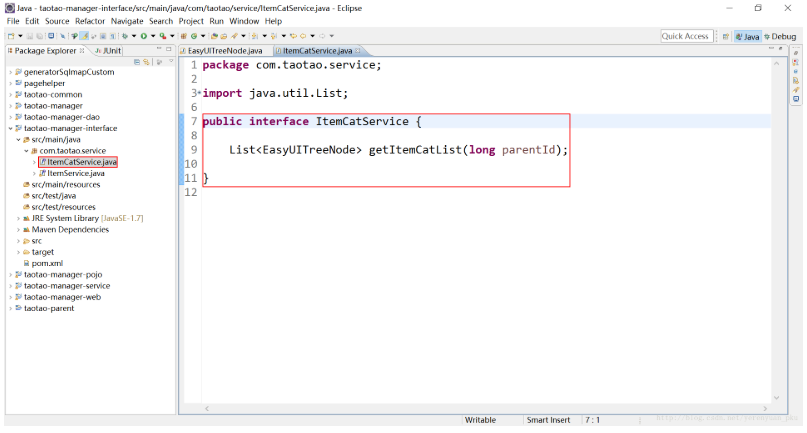 Java - taotao-manager-interface/src/main/java/com/taotao/service/ItemCatService.java - Eclipse
File Edit Source Refactor Navigate Search Project Run Window Help
Quick Access Java Debug
Package Explorer JUnit
generatorSqlmapCustom
pagehelper
taotao-common
taotao-manager
taotao-manager-dao
taotao-manager-interface
src/main/java
com.taotao.service
ItemCatService.java
ItemService.java
src/main/resources
src/test/java
src/test/resources
JRE System Library [JavaSE-1.7]
Maven Dependencies
src
target
pom.xml
taotao-manager-pojo
taotao-manager-service
taotao-manager-web
taotao-parent
EasyUITreeNode.java ItemCatService.java
1 package com.taotao.service;
2
3 import java.util.List;
6
7 public interface ItemCatService {
8
9 List<EasyUITreeNode> getItemCatList(long parentId);
10
11 }
12
Writable Smart Insert 7 : 1